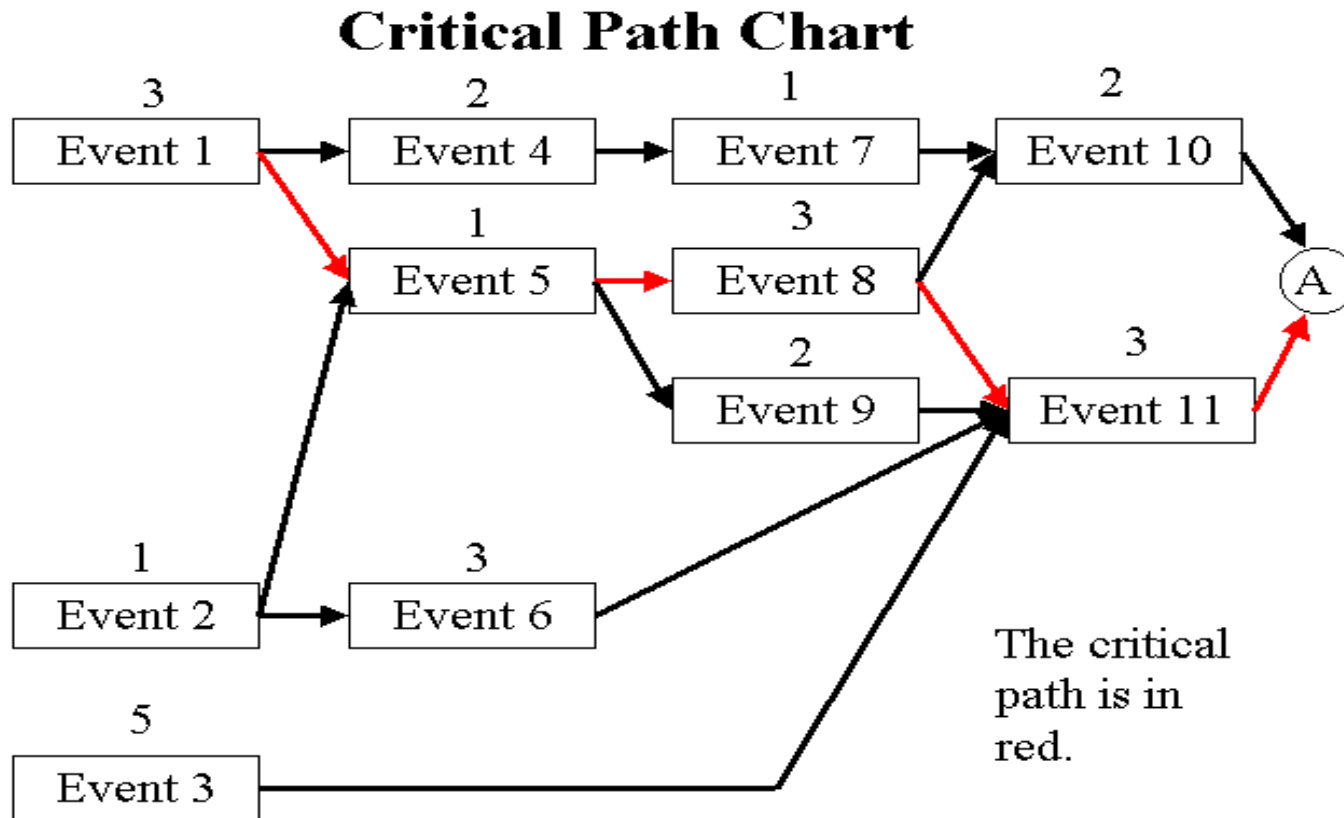 Critical Path Chart
3
2
1
2
Event 1
Event 4
Event 7
Event 10
1
3
Event 5
Event 8
A
2
3
Event 9
Event 11
1
3
Event 2
Event 6
The critical
path is in
red.
5
Event 3